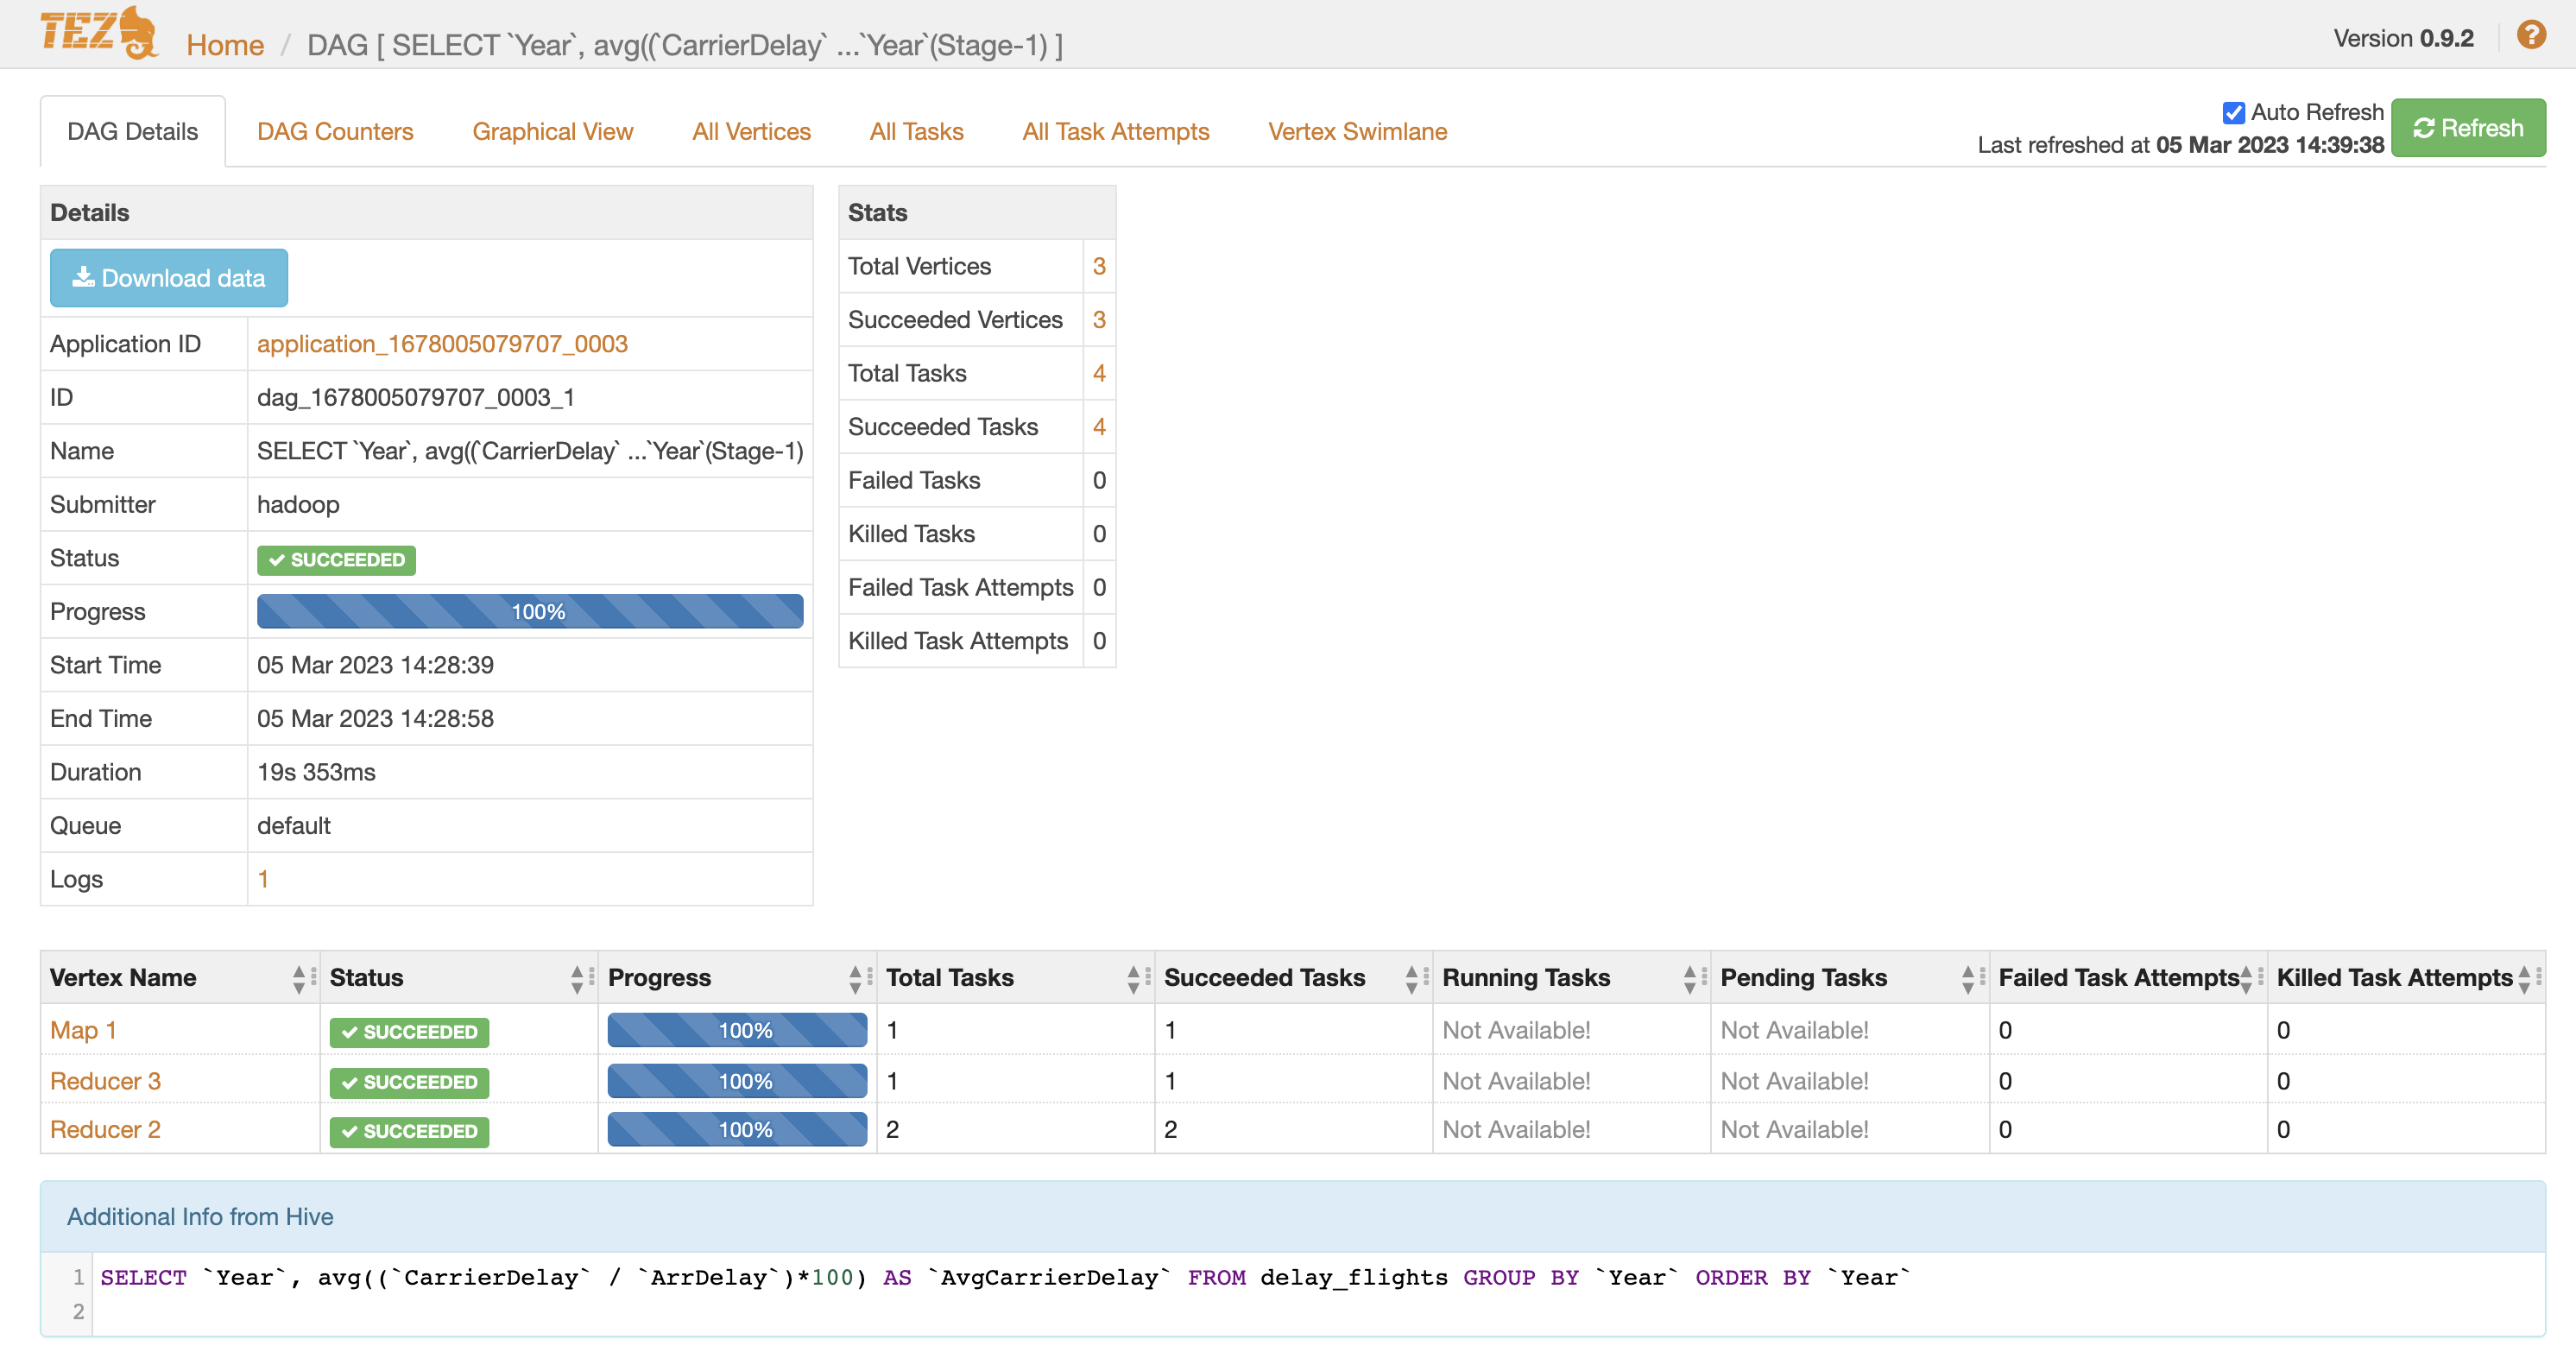 TEZ Home / DAG [ SELECT `Year`, avg((`CarrierDelay` ...`Year`(Stage-1) ] Version 0.9.2 ?
DAG Details DAG Counters Graphical View All Vertices All Tasks All Task Attempts Vertex Swimlane
Auto Refresh
Last refreshed at 05 Mar 2023 14:39:38
Refresh
Details
Download data
Application ID application_1678005079707_0003
ID dag_1678005079707_0003_1
Name SELECT `Year`, avg((`CarrierDelay` ...`Year`(Stage-1)
Submitter hadoop
Status SUCCEEDED
Progress 100%
Start Time 05 Mar 2023 14:28:39
End Time 05 Mar 2023 14:28:58
Duration 19s 353ms
Queue default
Logs 1
Stats
Total Vertices 3
Succeeded Vertices 3
Total Tasks 4
Succeeded Tasks 4
Failed Tasks 0
Killed Tasks 0
Failed Task Attempts 0
Killed Task Attempts 0
Vertex Name Status Progress Total Tasks Succeeded Tasks Running Tasks Pending Tasks Failed Task Attempts Killed Task Attempts
Map 1 SUCCEEDED 100% 1 1 Not Available! Not Available! 0 0
Reducer 3 SUCCEEDED 100% 1 1 Not Available! Not Available! 0 0
Reducer 2 SUCCEEDED 100% 2 2 Not Available! Not Available! 0 0
Additional Info from Hive
1 SELECT `Year`, avg((`CarrierDelay` / `ArrDelay`)*100) AS `AvgCarrierDelay` FROM delay_flights GROUP BY `Year` ORDER BY `Year`
2